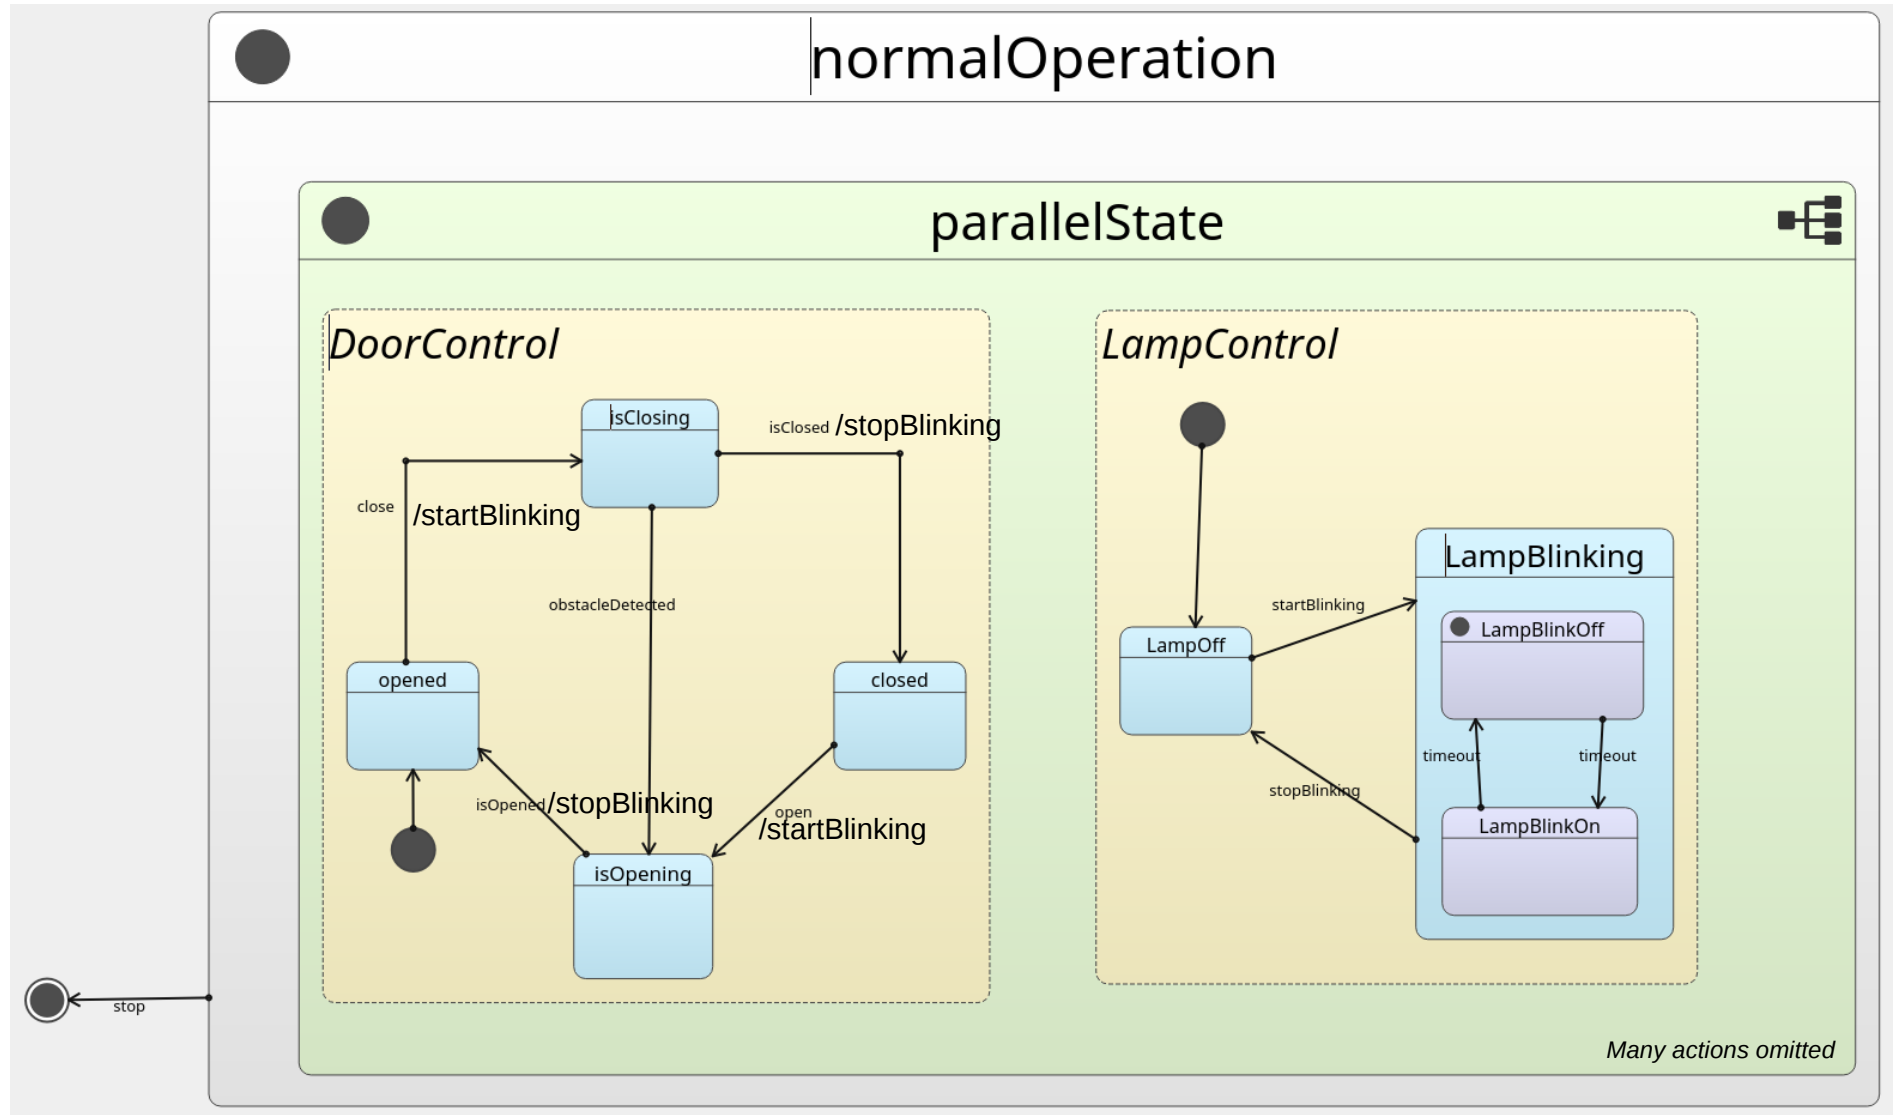 normalOperation
parallelState
DoorControl
isClosing
isClosed /stopBlinking
close
/startBlinking
obstacleDetected
opened
closed
isOpened /stopBlinking
open
/startBlinking
isOpening
LampControl
LampBlinking
startBlinking
LampOff
LampBlinkOff
timeout
timeout
stopBlinking
LampBlinkOn
stop
Many actions omitted